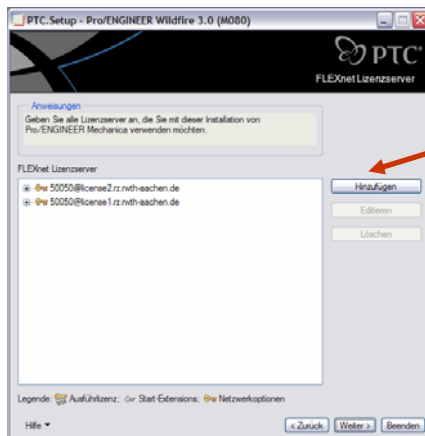 PTC.Setup - Pro/ENGINEER Wildfire 3.0 (M080)
PTC
FLEXnet Lizenzserver
Anweisungen
Geben Sie alle Lizenzserver an, die Sie mit dieser Installation von
Pro/ENGINEER Mechanica verwenden möchten.
FLEXnet Lizenzserver
50050@license2.rz.rwth-aachen.de
50050@license1.rz.rwth-aachen.de
Hinzufügen
Editieren
Löschen
Legende: Ausführlizenz; Start-Extensions; Netzwerkoptionen
Hilfe
< Zurück Weiter > Beenden